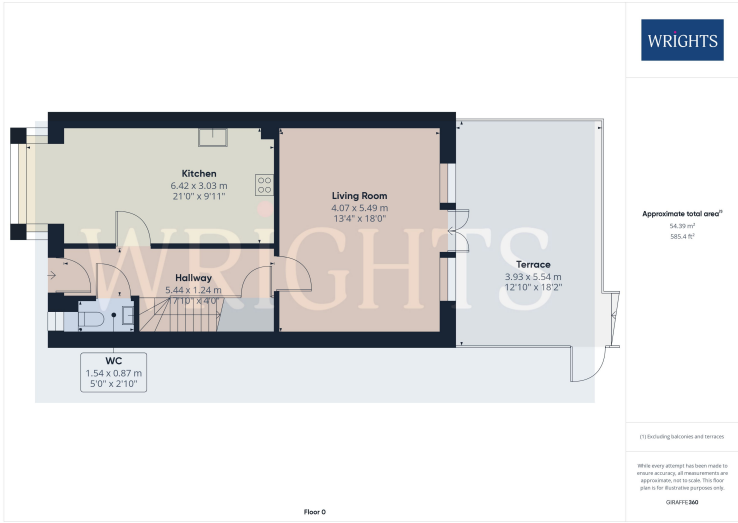 WRIGHTS
Kitchen
6.42 x 3.03 m
21'0" x 9'11"
Living Room
4.07 x 5.49 m
13'4" x 18'0"
Terrace
3.93 x 5.54 m
12'10" x 18'2"
Hallway
5.44 x 1.24 m
17'10" x 4'0"
WC
1.54 x 0.87 m
5'0" x 2'10"
WRIGHTS
Floor 0
Approximate total area⁽¹⁾
54.39 m²
585.4 ft²
(1) Excluding balconies and terraces
While every attempt has been made to
ensure accuracy, all measurements are
approximate, not to scale. This floor
plan is for illustrative purposes only.
GIRAFFE360